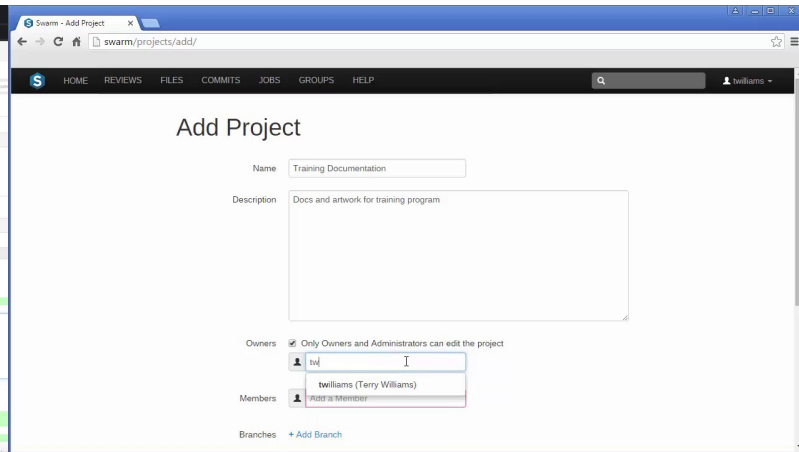 Swarm - Add Project
swarm/projects/add/
S HOME REVIEWS FILES COMMITS JOBS GROUPS HELP twilliams
Add Project
Name Training Documentation
Description Docs and artwork for training program
Owners Only Owners and Administrators can edit the project
tw
twilliams (Terry Williams)
Members Add a Member
Branches + Add Branch